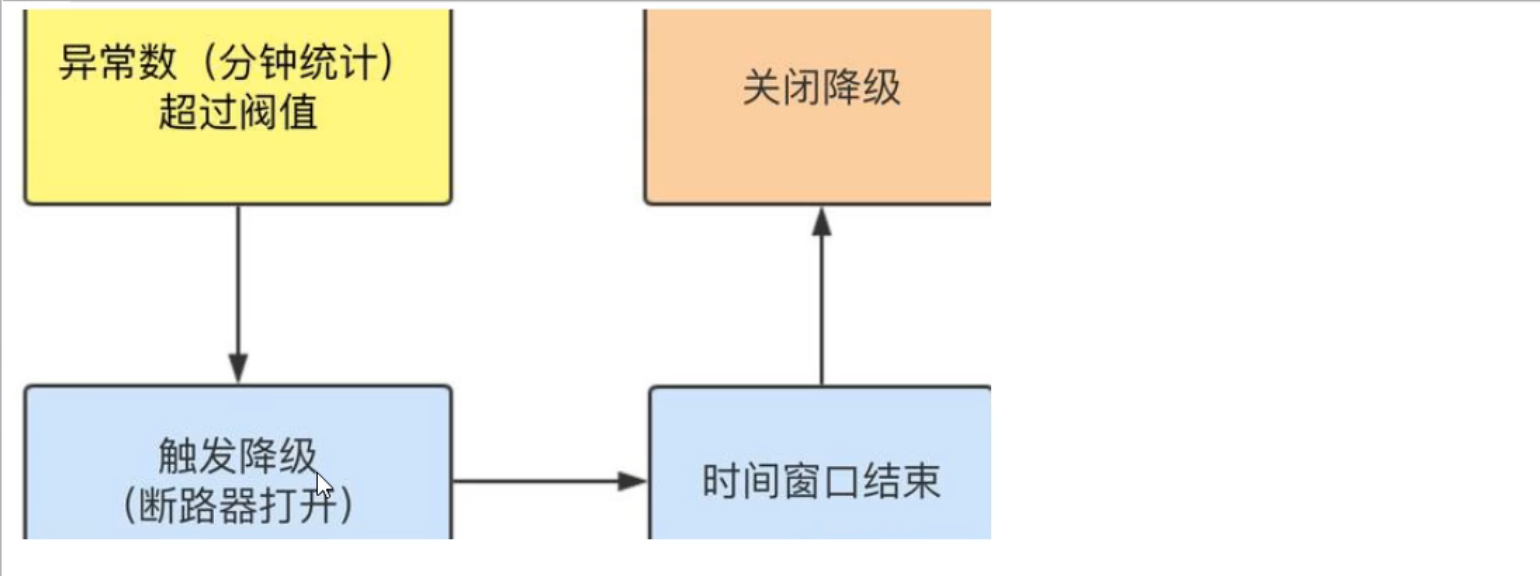 异常数（分钟统计）
超过阀值
关闭降级
触发降级
（断路器打开）
时间窗口结束